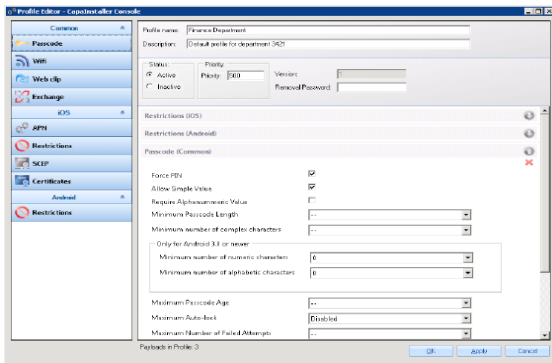 Profile Editor - CapaInstaller Console
Common
Passcode
Wifi
Web clip
Exchange
iOS
APN
Restrictions
SCEP
Certificates
Android
Restrictions
Profile name: Finance Department
Description: Default profile for department 3421
Status:
Active
Inactive
Priority:
Priority: 500
Version: 1
Removal Password:
Restrictions (iOS)
Restrictions (Android)
Passcode (Common)
Force PIN
Allow Simple Value
Require Alphanumeric Value
Minimum Passcode Length --
Minimum number of complex characters --
Only for Android 3.0 or newer
Minimum number of numeric characters 0
Minimum number of alphabetic characters 0
Maximum Passcode Age --
Maximum Auto-lock Disabled
Maximum Number of Failed Attempts --
Payloads in Profile: 3
OK Apply Cancel